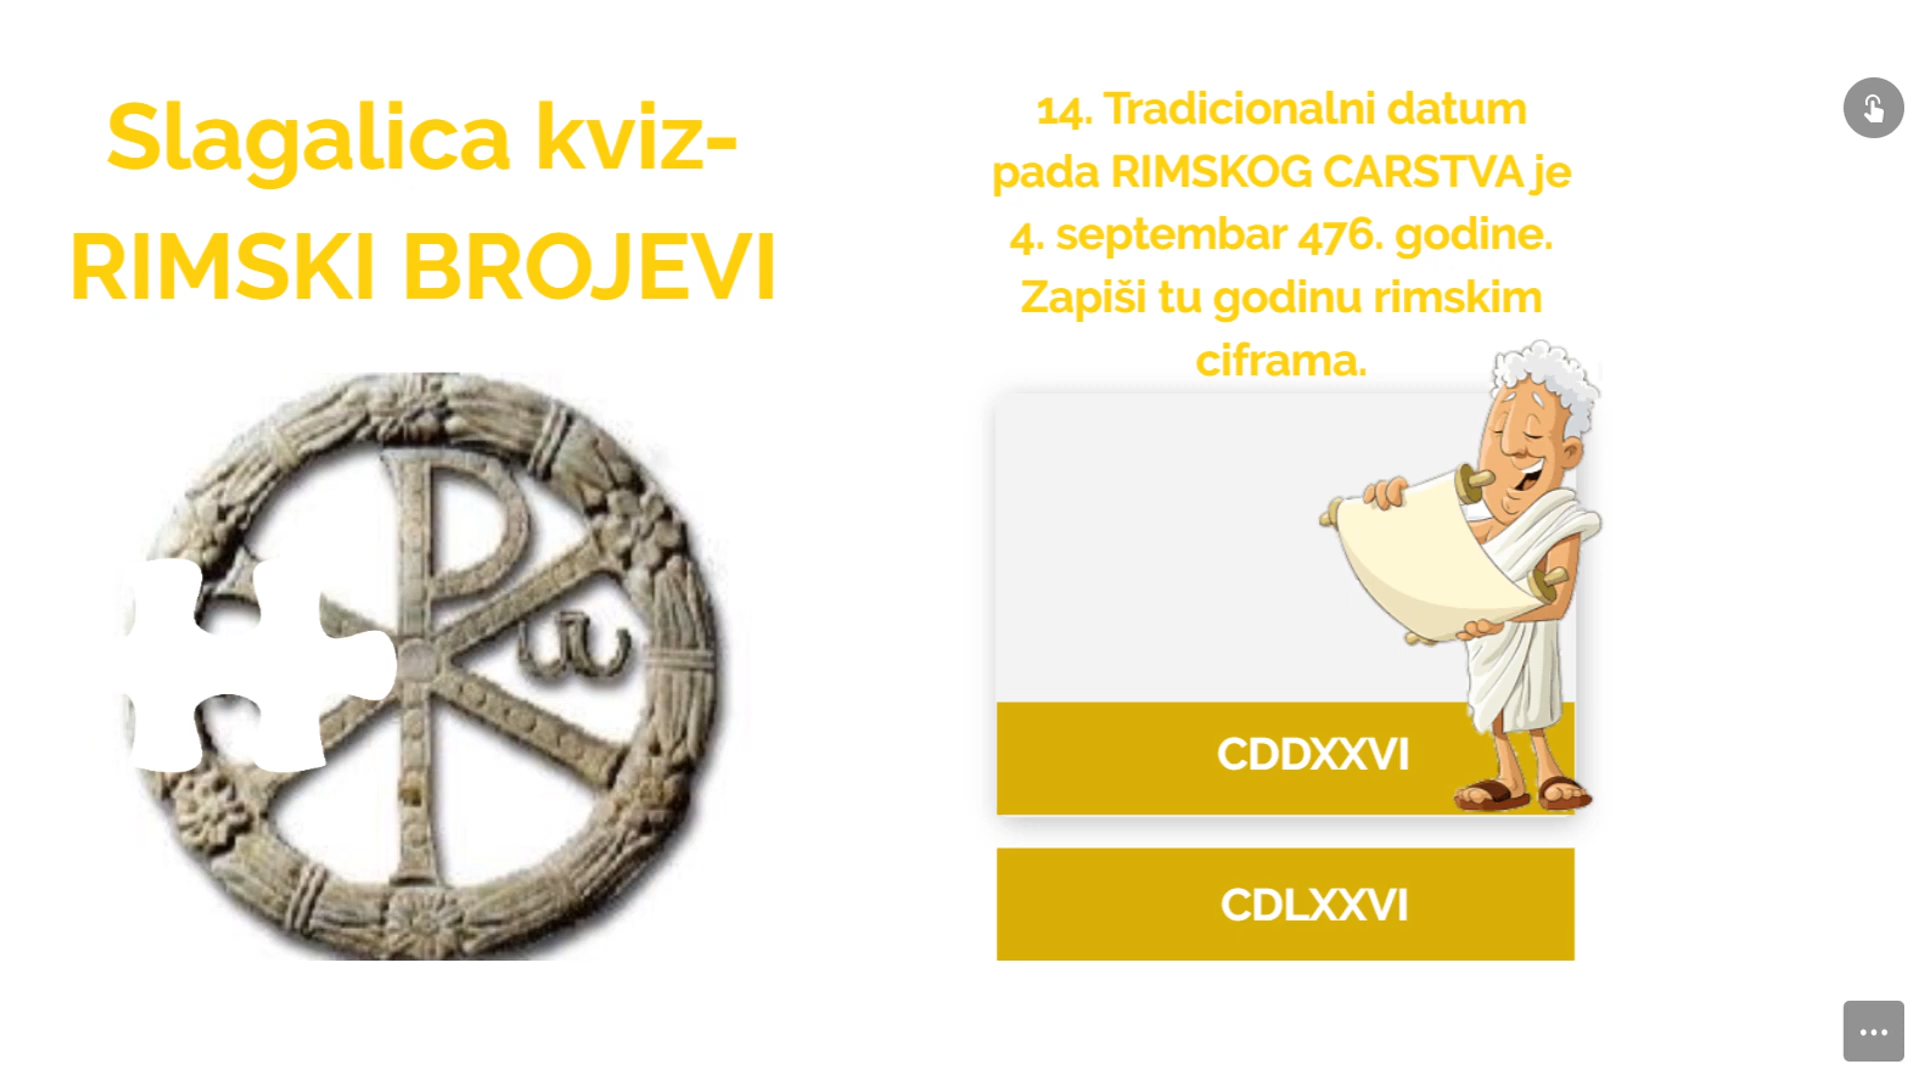 Slagalica kviz-
RIMSKI BROJEVI
14. Tradicionalni datum
pada RIMSKOG CARSTVA je
4. septembar 476. godine.
Zapiši tu godinu rimskim
ciframa.
CDDXXVI
CDLXXVI